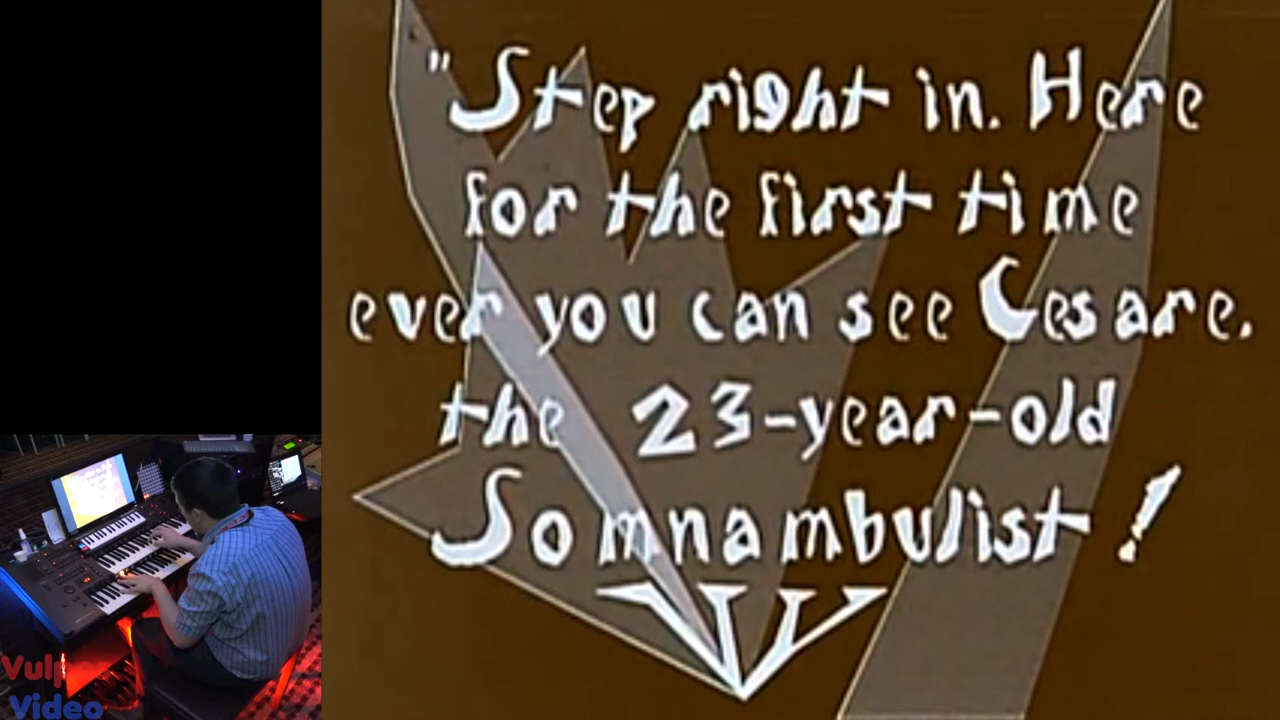 "Step right in. Here
for the first time
ever you can see Cesare.
the 23-year-old
Somnambulist!
Vulpes
Video